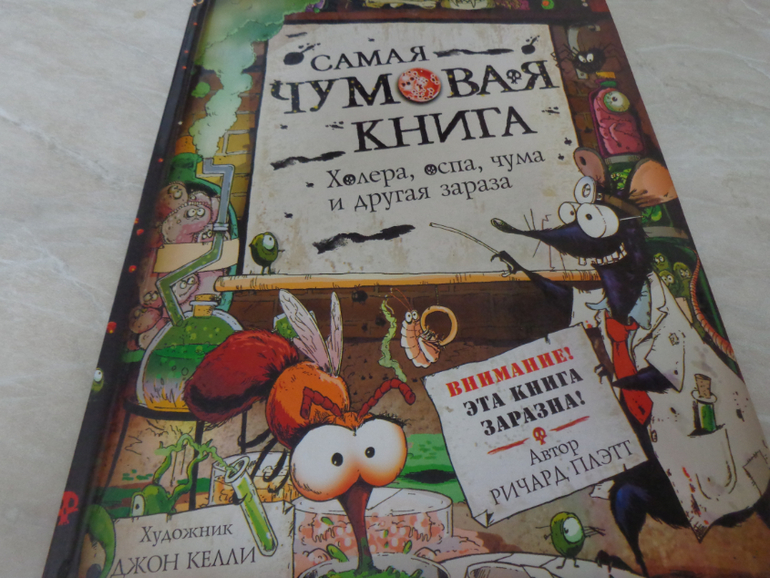 САМАЯ
ЧУМОВАЯ
КНИГА
Холера, оспа, чума
и другая зараза
ВНИМАНИЕ!
ЭТА КНИГА
ЗАРАЗНА!
Автор
РИЧАРД ПЛЭТТ
Художник
ДЖОН КЕЛЛИ